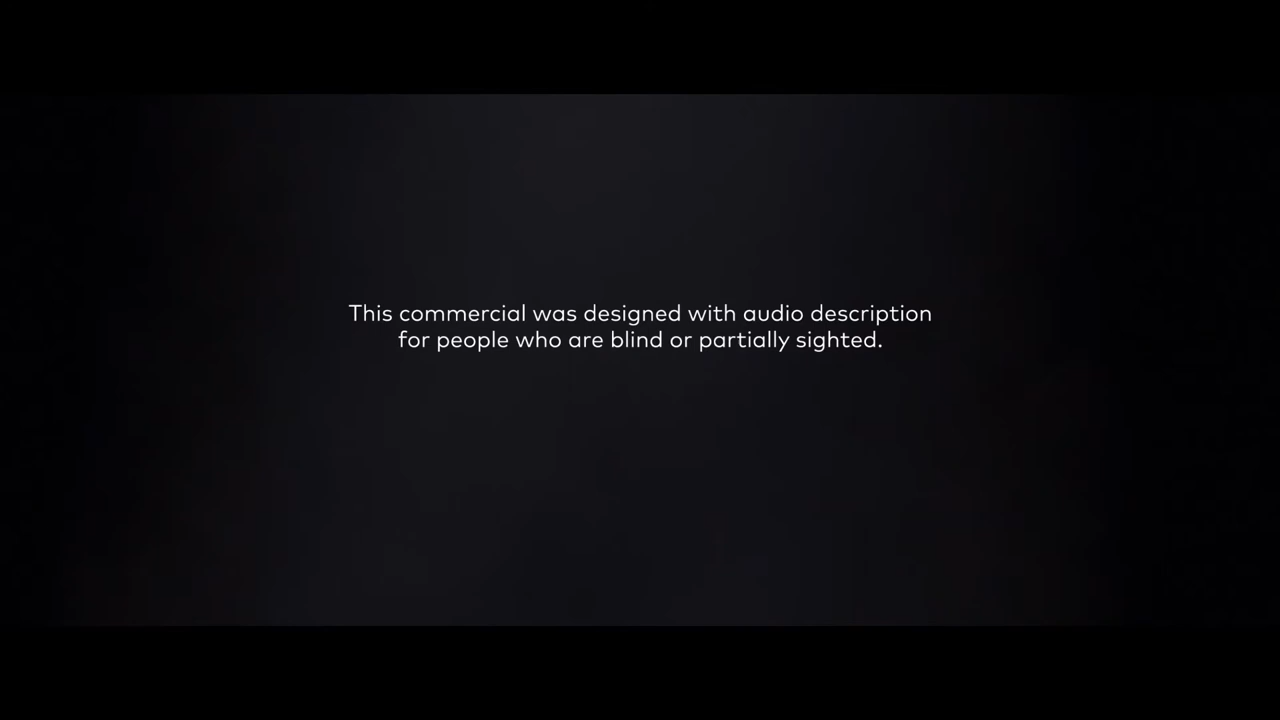 This commercial was designed with audio description
for people who are blind or partially sighted.